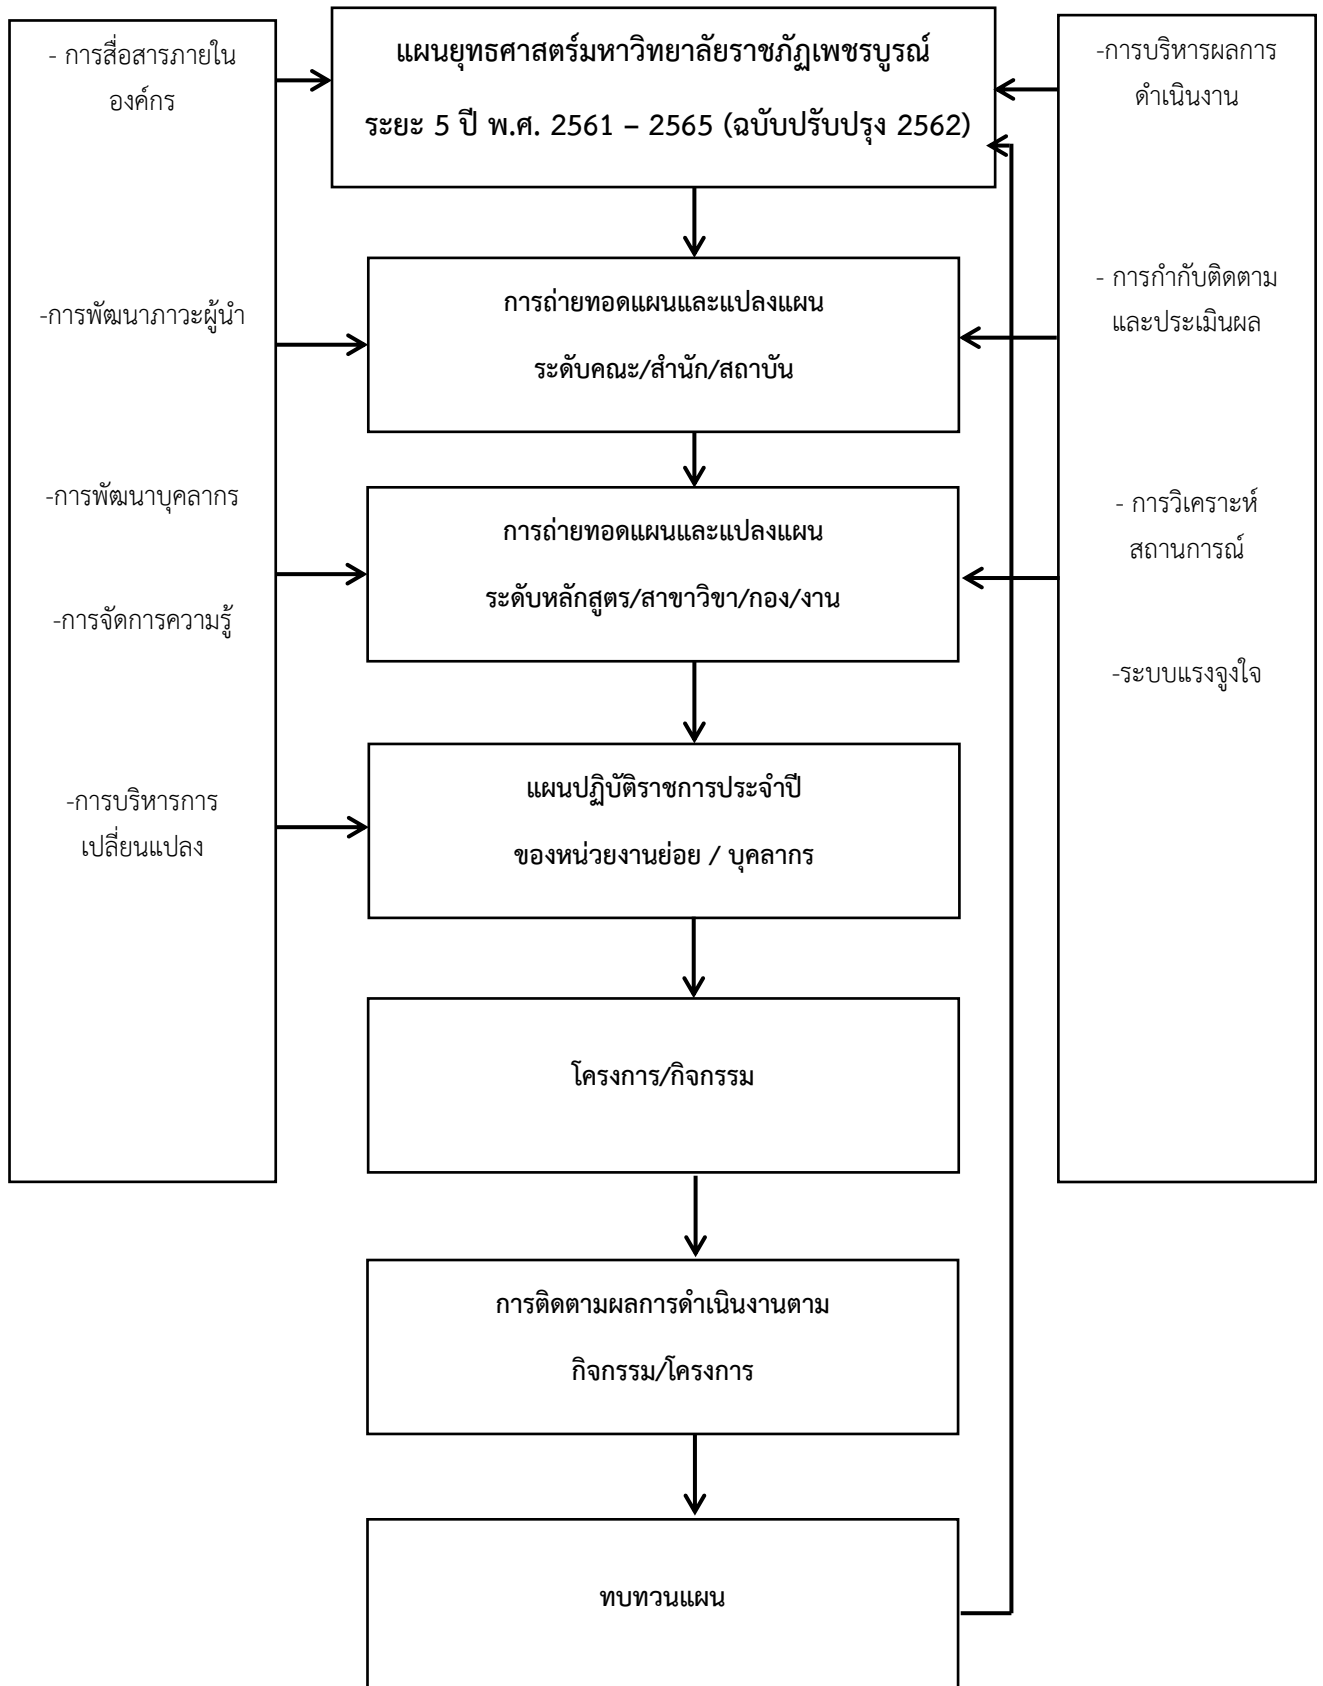 - การสื่อสารภายใน
องค์กร
-การพัฒนาภาวะผู้นำ
-การพัฒนาบุคลากร
-การจัดการความรู้
-การบริหารการ
เปลี่ยนแปลง
แผนยุทธศาสตร์มหาวิทยาลัยราชภัฏเพชรบูรณ์
ระยะ 5 ปี พ.ศ. 2561 – 2565 (ฉบับปรับปรุง 2562)
การถ่ายทอดแผนและแปลงแผน
ระดับคณะ/สำนัก/สถาบัน
การถ่ายทอดแผนและแปลงแผน
ระดับหลักสูตร/สาขาวิขา/กอง/งาน
แผนปฏิบัติราชการประจำปี
ของหน่วยงานย่อย / บุคลากร
โครงการ/กิจกรรม
การติดตามผลการดำเนินงานตาม
กิจกรรม/โครงการ
ทบทวนแผน
-การบริหารผลการ
ดำเนินงาน
- การกำกับติดตาม
และประเมินผล
- การวิเคราะห์
สถานการณ์
-ระบบแรงจูงใจ